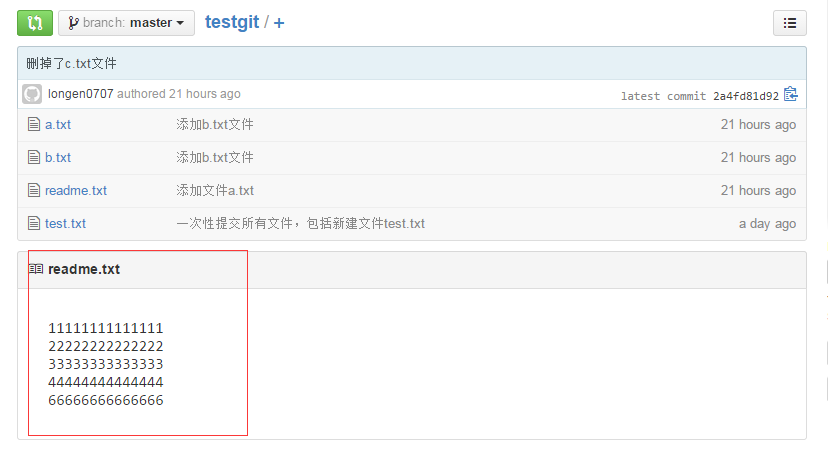 branch: master testgit / +
删掉了c.txt文件
longen0707 authored 21 hours ago latest commit 2a4fd81d92
a.txt 添加b.txt文件 21 hours ago
b.txt 添加b.txt文件 21 hours ago
readme.txt 添加文件a.txt 21 hours ago
test.txt 一次性提交所有文件，包括新建文件test.txt a day ago
readme.txt
11111111111111
22222222222222
33333333333333
44444444444444
66666666666666